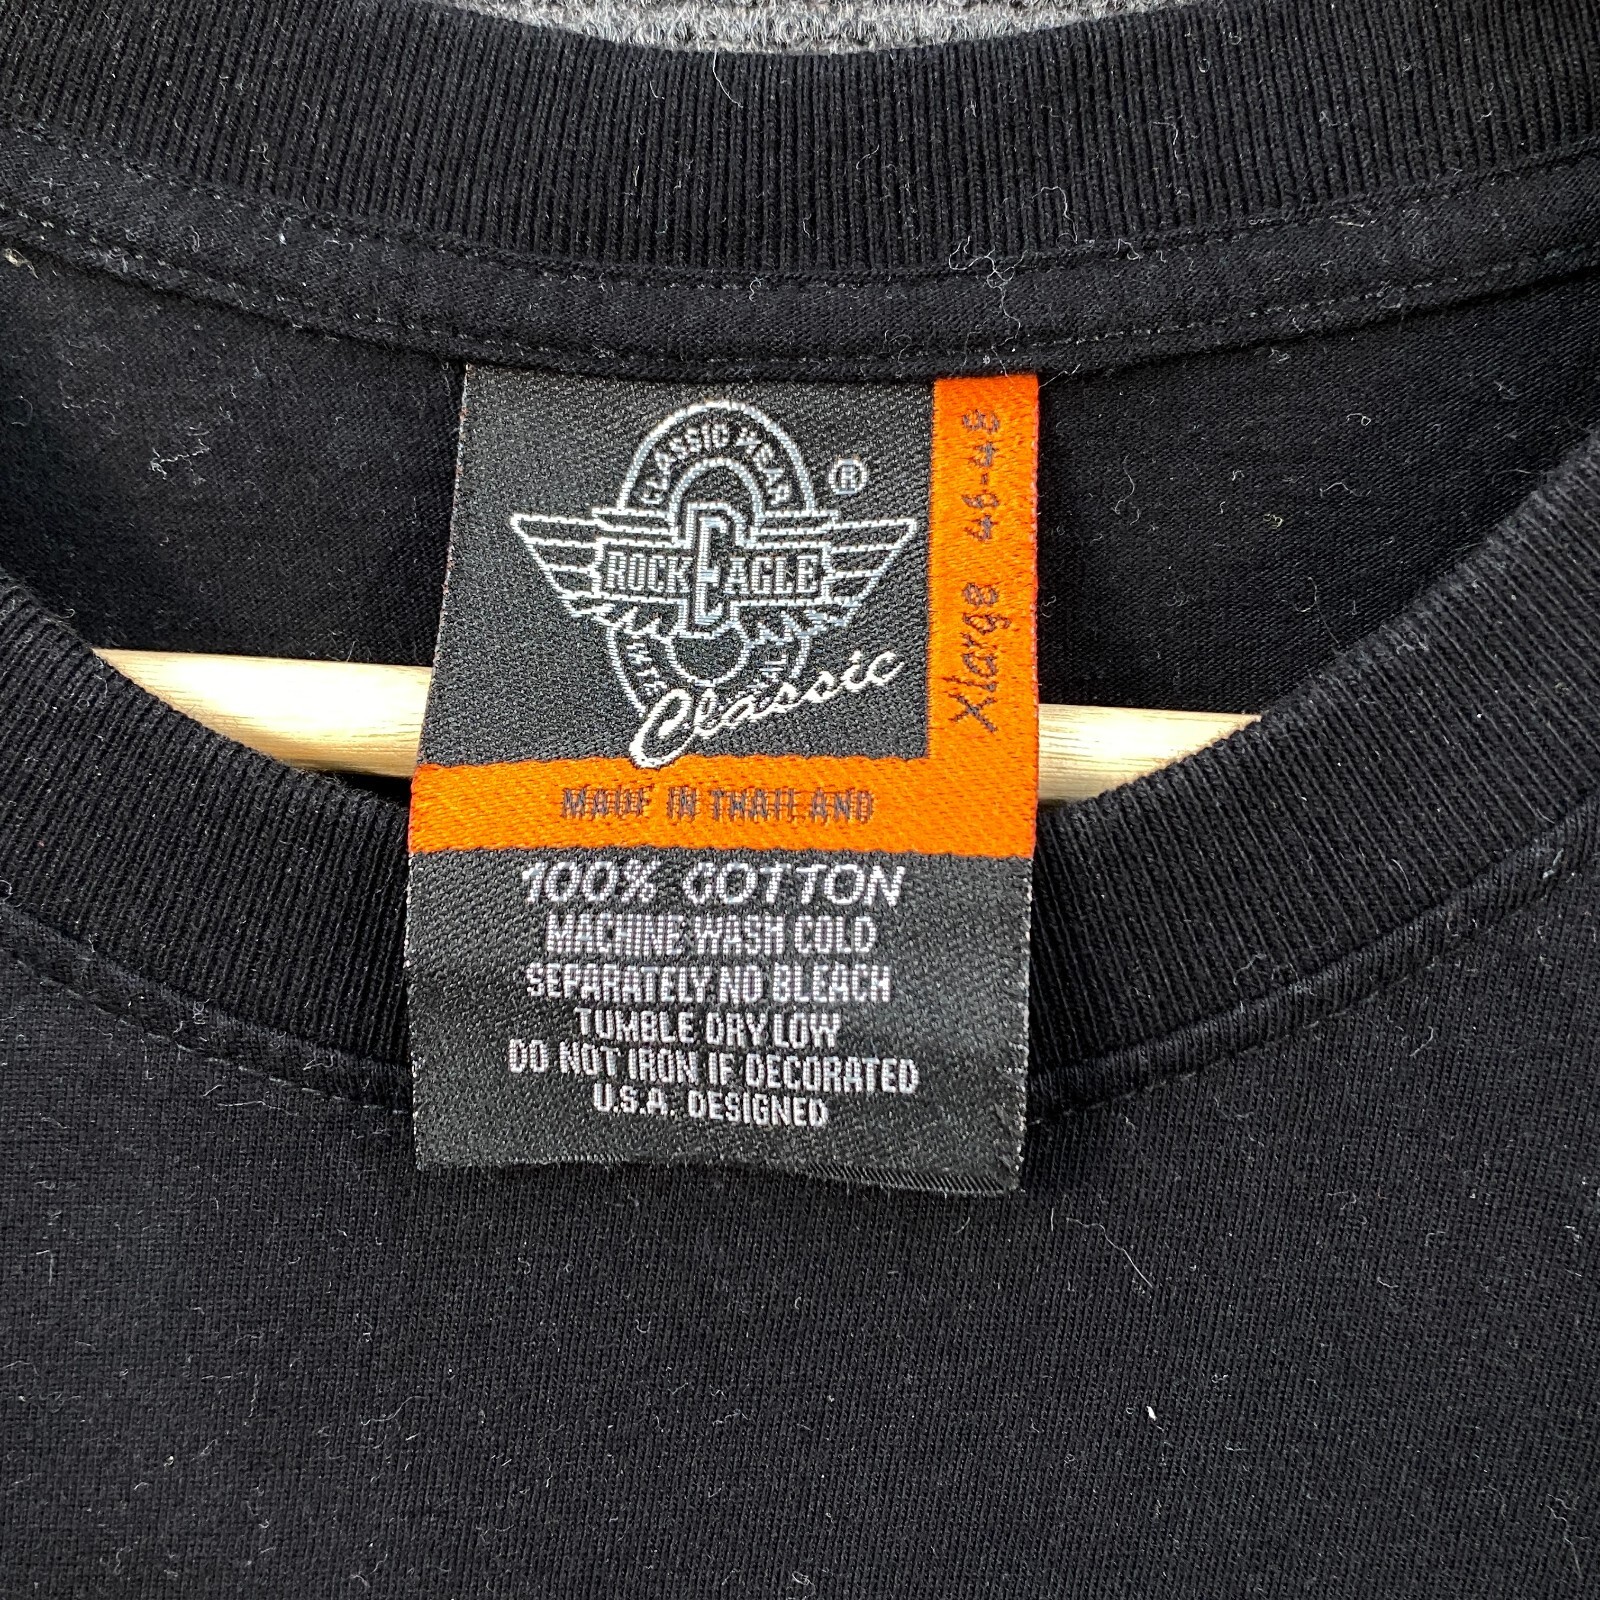 CLASSIC WEAR
®
ROCK EAGLE
Classic
Xlarge 46-48
MADE IN THAILAND
100% COTTON
MACHINE WASH COLD
SEPARATELY NO BLEACH
TUMBLE DRY LOW
DO NOT IRON IF DECORATED
U.S.A. DESIGNED